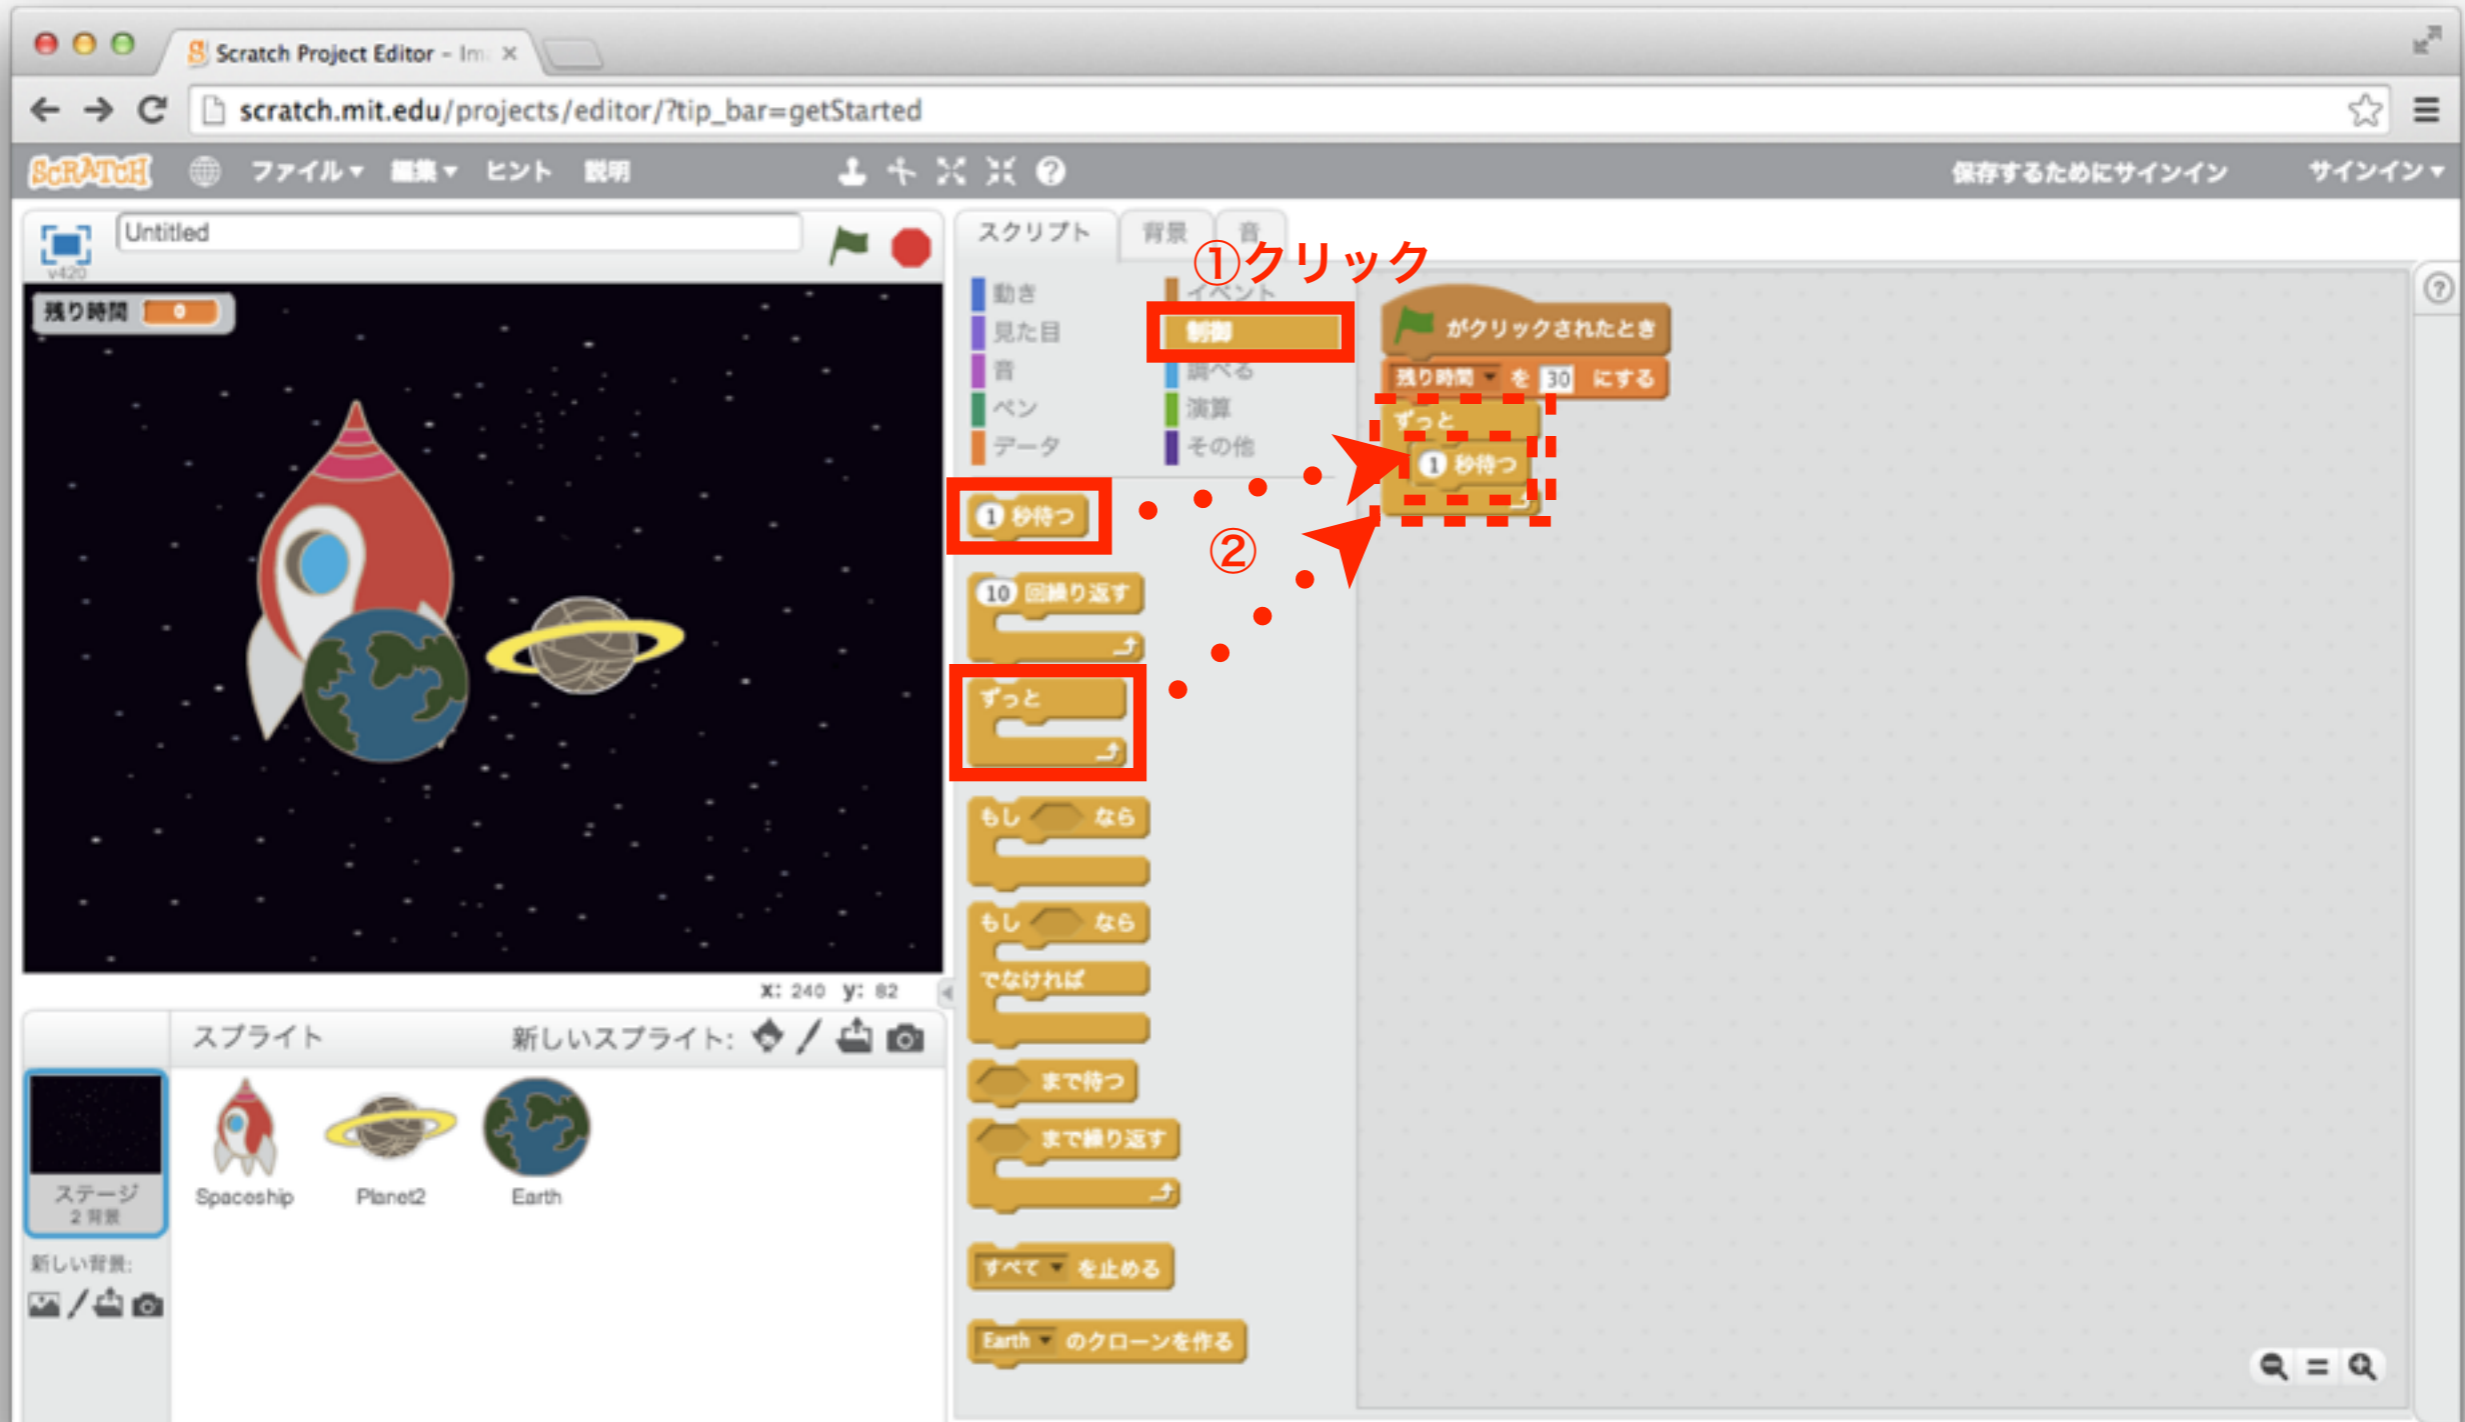 Scratch Project Editor – Im
scratch.mit.edu/projects/editor/?tip_bar=getStarted
SCRATCH ファイル 編集 ヒント 説明 保存するためにサインイン サインイン
Untitled
v420
スクリプト 背景 音
①クリック
残り時間 0
動き イベント
見た目 制御
音 調べる
ペン 演算
データ その他
がクリックされたとき
残り時間 を 30 にする
ずっと
1 秒待つ
1 秒待つ
②
10 回繰り返す
ずっと
もし なら
もし なら
でなければ
まで待つ
まで繰り返す
すべて を止める
Earth のクローンを作る
x: 240 y: 82
スプライト 新しいスプライト:
ステージ
2 背景
Spaceship Planet2 Earth
新しい背景: